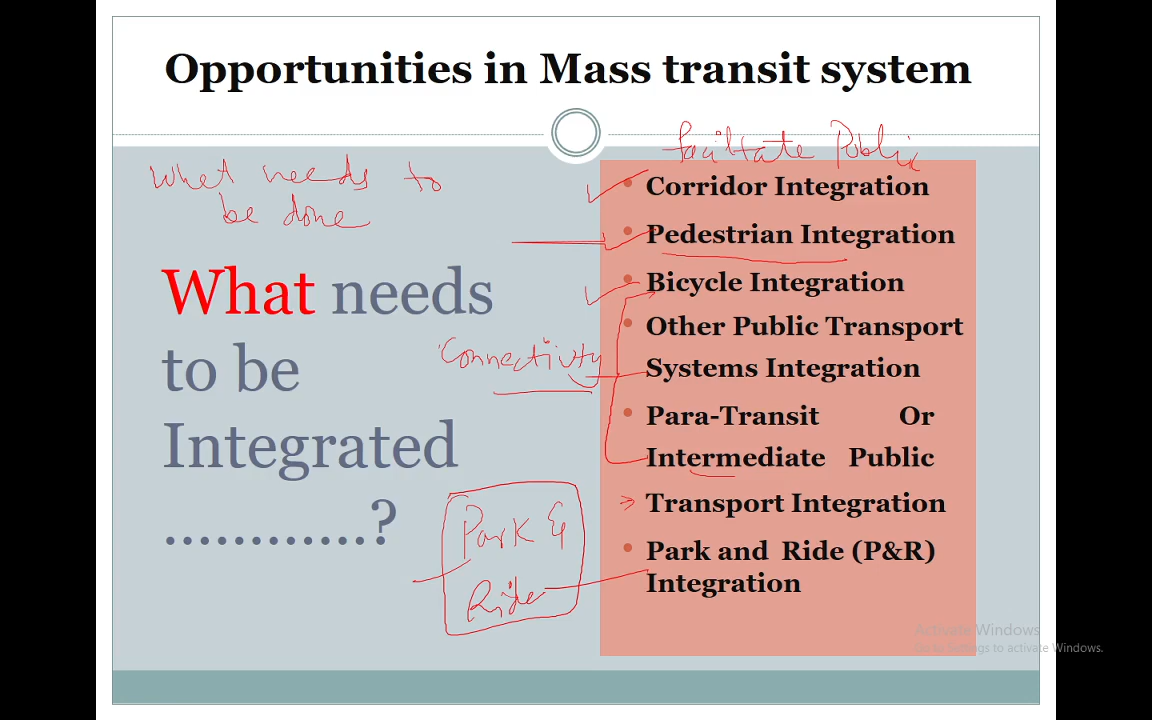 Opportunities in Mass transit system
faciltate Public
What needs to
be done
What needs
to be
Integrated
.............?
Connectivity
Park &
Ride
Corridor Integration
Pedestrian Integration
Bicycle Integration
Other Public Transport
Systems Integration
Para-Transit Or
Intermediate Public
Transport Integration
Park and Ride (P&R)
Integration
Activate Windows
Go to Settings to activate Windows.